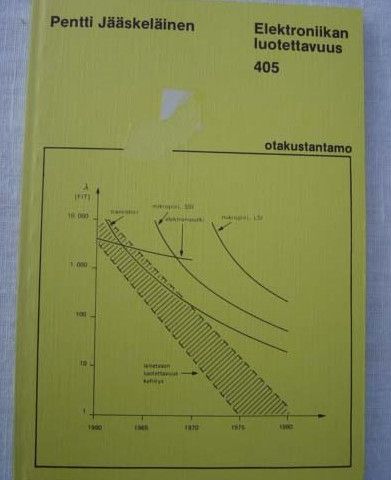 Pentti Jääskeläinen
Elektroniikan
luotettavuus
405
otakustantamo
λ
[FIT]
transistori
mikropiiri, SSI
elektroniputki
mikropiiri, LSI
10 000
1 000
100
10
1
laitetason
luotettavuus
kehitys
1960
1965
1970
1975
1980